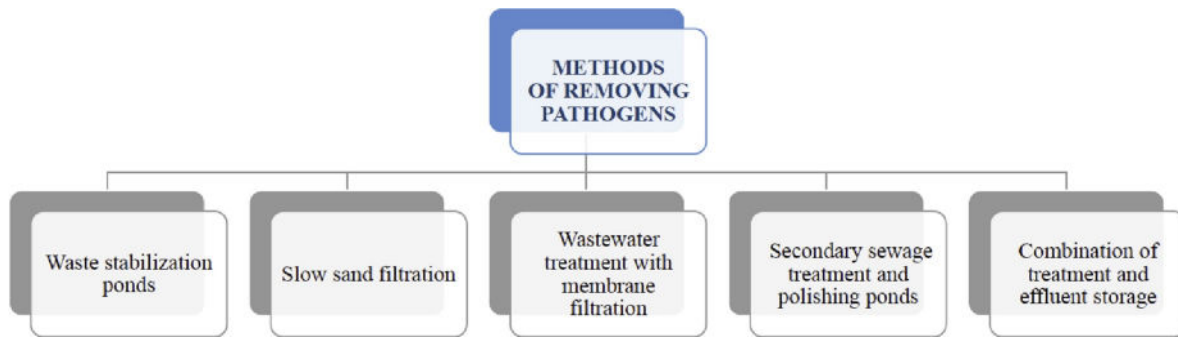 METHODS
OF REMOVING
PATHOGENS
Waste stabilization
ponds
Slow sand filtration
Wastewater
treatment with
membrane
filtration
Secondary sewage
treatment and
polishing ponds
Combination of
treatment and
effluent storage